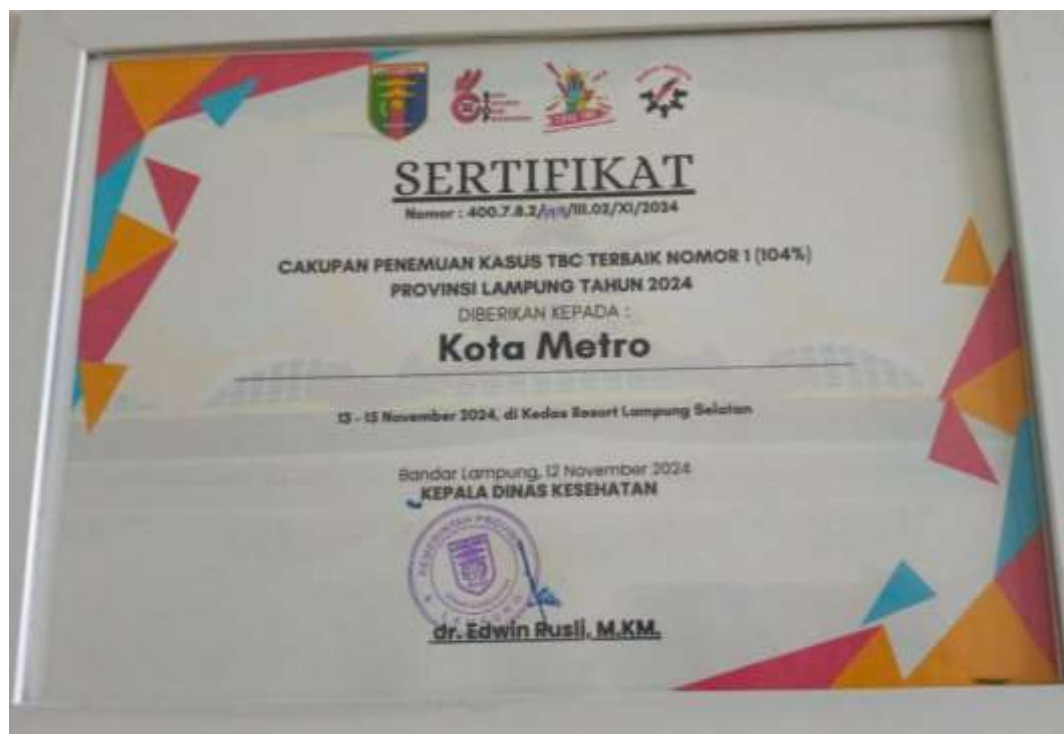 SERTIFIKAT
Nomor : 400.7.8.2/ /III.02/XI/2024
CAKUPAN PENEMUAN KASUS TBC TERBAIK NOMOR 1 (104%)
PROVINSI LAMPUNG TAHUN 2024
DIBERIKAN KEPADA :
Kota Metro
13 - 15 November 2024, di Kedas Resort Lampung Selatan
Bandar Lampung, 12 November 2024
KEPALA DINAS KESEHATAN
PEMERINTAH
dr. Edwin Rusli, M.KM.